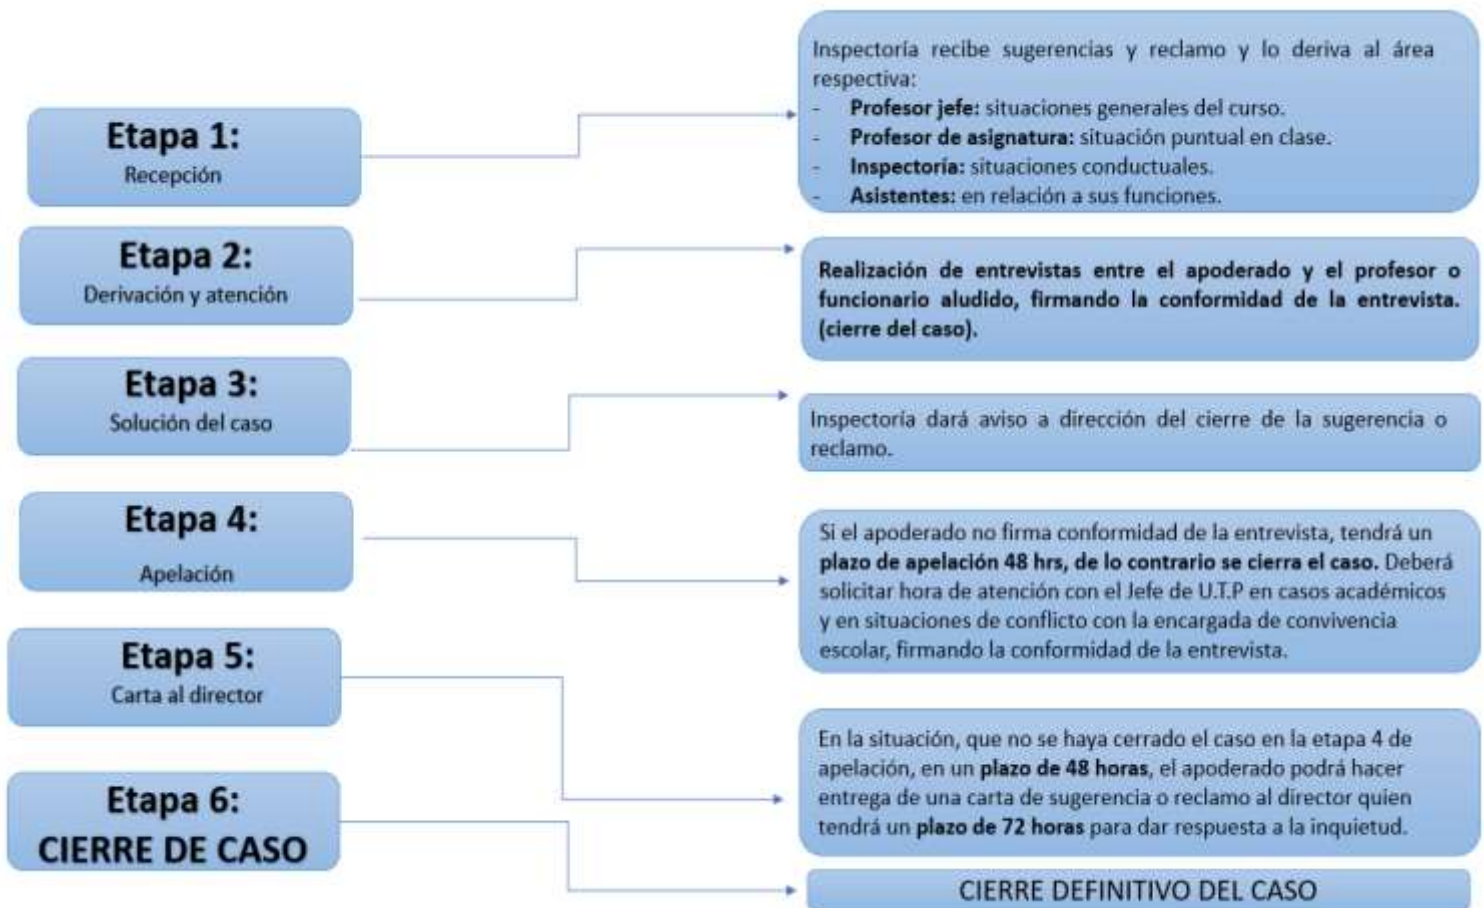 Etapa 1:
Recepción
Inspectoría recibe sugerencias y reclamo y lo deriva al área
respectiva:
- Profesor jefe: situaciones generales del curso.
- Profesor de asignatura: situación puntual en clase.
- Inspectoría: situaciones conductuales.
- Asistentes: en relación a sus funciones.
Etapa 2:
Derivación y atención
Realización de entrevistas entre el apoderado y el profesor o
funcionario aludido, firmando la conformidad de la entrevista.
(cierre del caso).
Etapa 3:
Solución del caso
Inspectoría dará aviso a dirección del cierre de la sugerencia o
reclamo.
Etapa 4:
Apelación
Si el apoderado no firma conformidad de la entrevista, tendrá un
plazo de apelación 48 hrs, de lo contrario se cierra el caso. Deberá
solicitar hora de atención con el Jefe de U.T.P en casos académicos
y en situaciones de conflicto con la encargada de convivencia
escolar, firmando la conformidad de la entrevista.
Etapa 5:
Carta al director
En la situación, que no se haya cerrado el caso en la etapa 4 de
apelación, en un plazo de 48 horas, el apoderado podrá hacer
entrega de una carta de sugerencia o reclamo al director quien
tendrá un plazo de 72 horas para dar respuesta a la inquietud.
Etapa 6:
CIERRE DE CASO
CIERRE DEFINITIVO DEL CASO